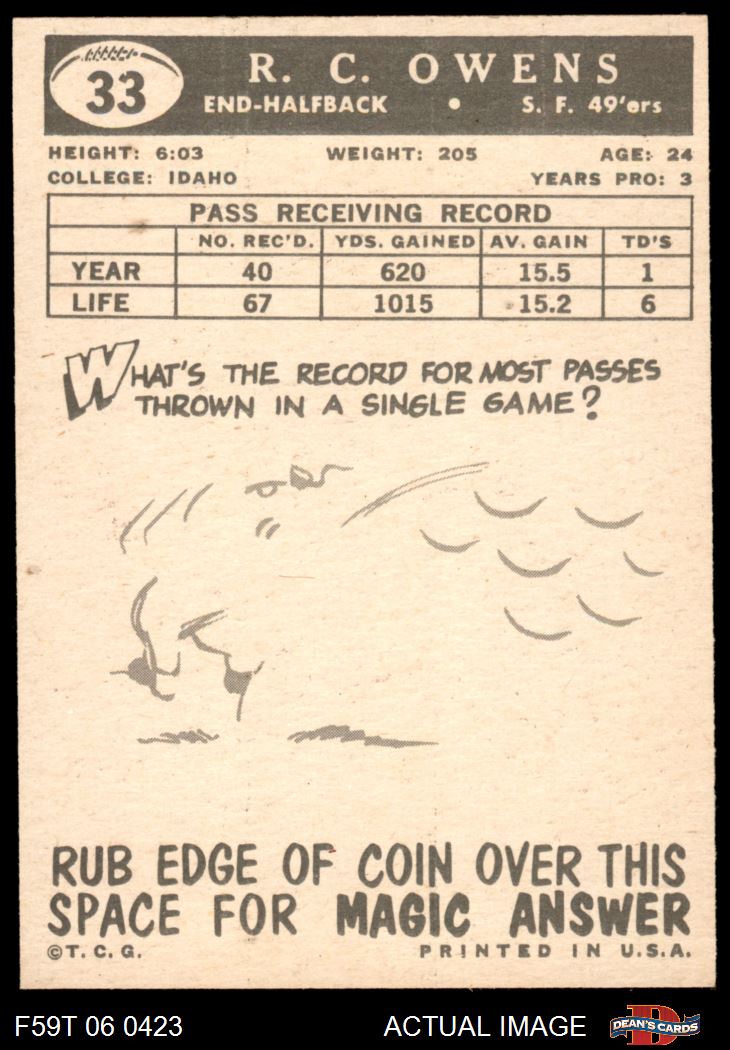 33
R. C. OWENS
END-HALFBACK • S. F. 49'ers
HEIGHT: 6:03 WEIGHT: 205 AGE: 24
COLLEGE: IDAHO YEARS PRO: 3
PASS RECEIVING RECORD
NO. REC'D. YDS. GAINED AV. GAIN TD'S
YEAR 40 620 15.5 1
LIFE 67 1015 15.2 6
WHAT'S THE RECORD FOR MOST PASSES
THROWN IN A SINGLE GAME?
RUB EDGE OF COIN OVER THIS
SPACE FOR MAGIC ANSWER
©T. C. G. PRINTED IN U.S.A.
F59T 06 0423 ACTUAL IMAGE DEAN'S CARDS